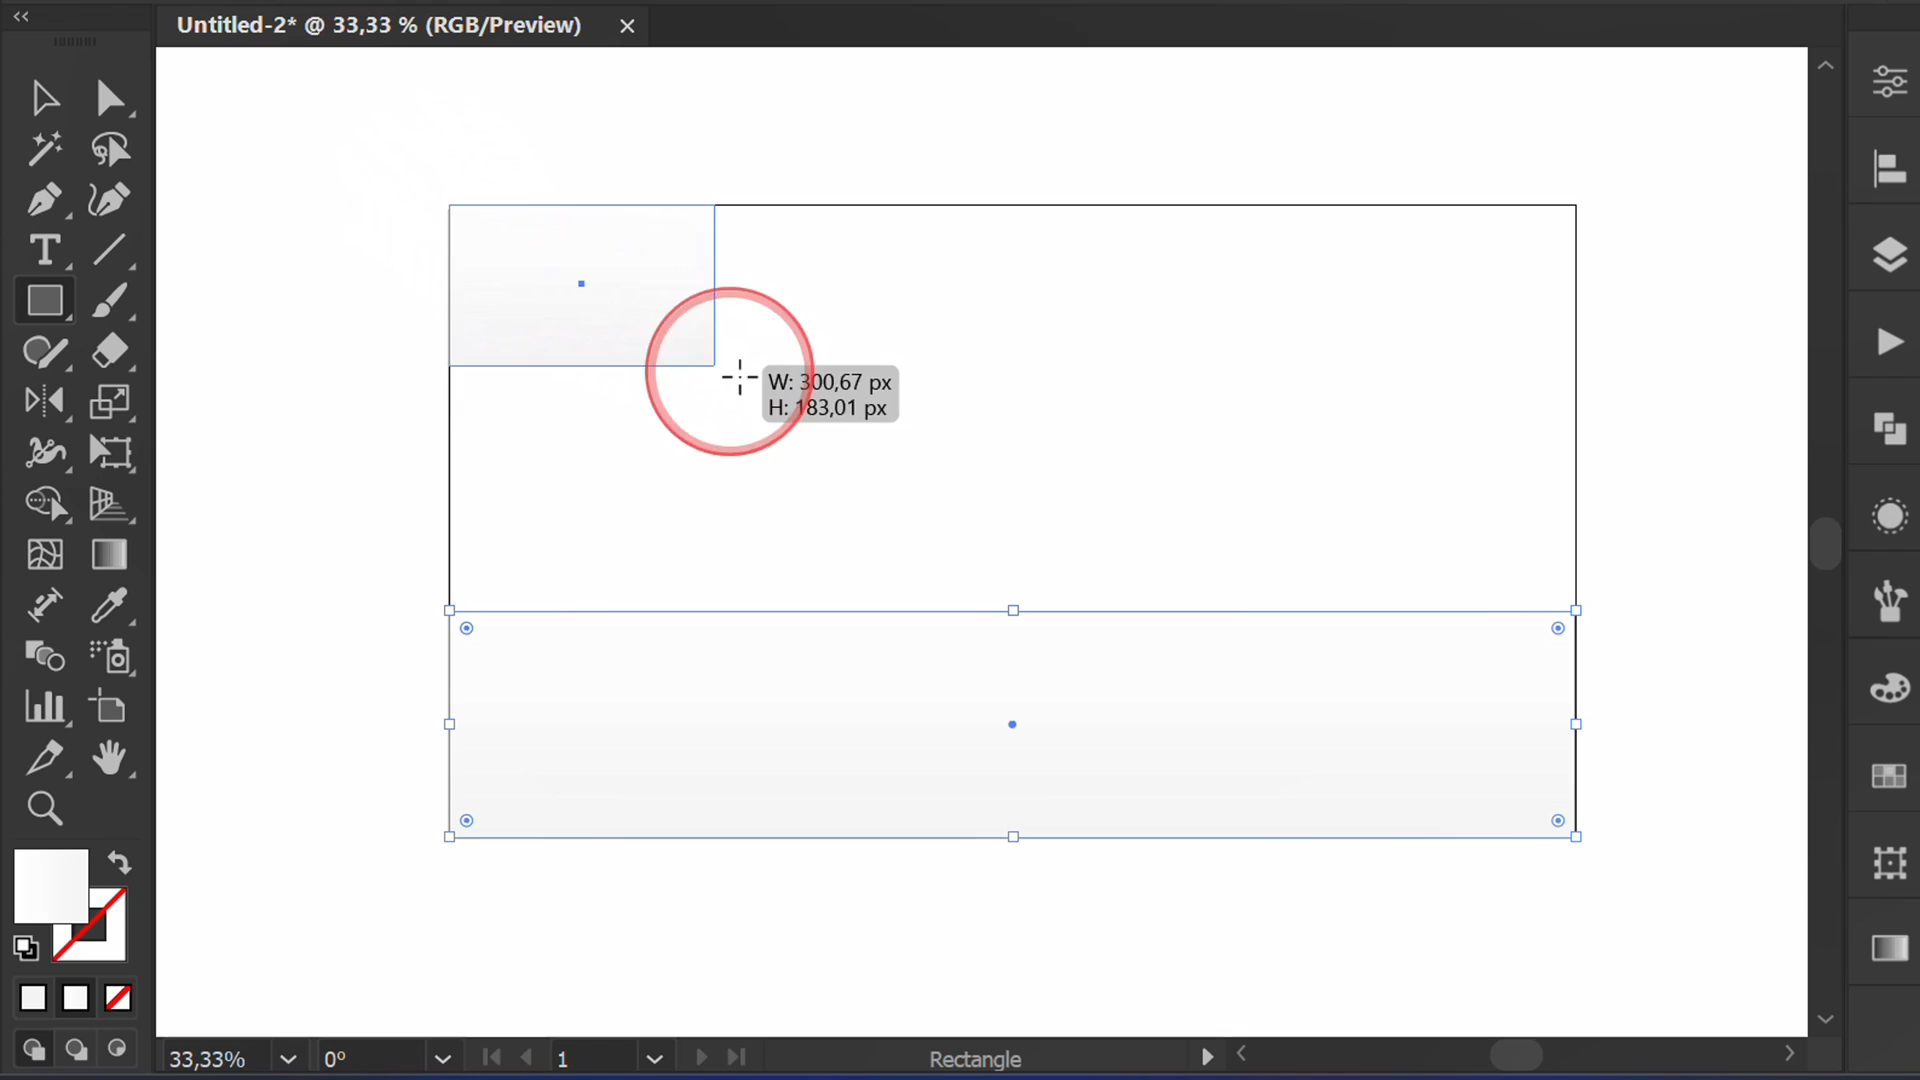 Untitled-2* @ 33,33 % (RGB/Preview)
W: 300,67 px
H: 183,01 px
33,33%
0°
1
Rectangle